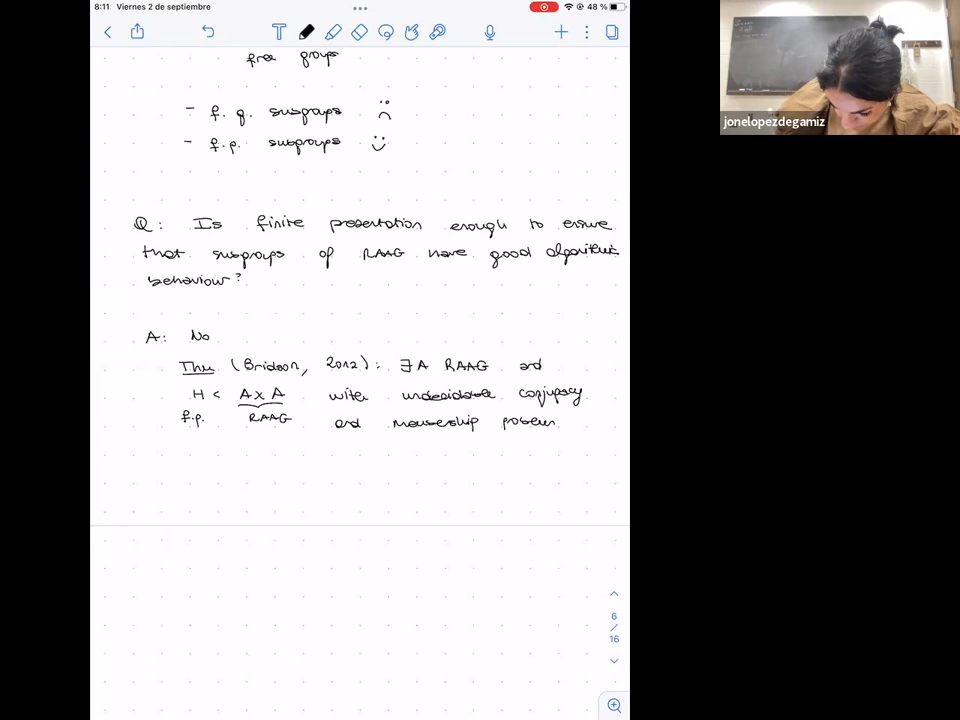 8:11 Viernes 2 de septiembre
48 %
jonelopezdegamiz
free groups
- f. g. subgroups
- f.p. subgroups
Q: Is finite presentation enough to ensure
that subgroups of RAAG have good algorithmic
behaviour?
A: No
Thm (Bridson, 2012): ∃ A RAAG and
H < A x A with undecidable conjugacy
f.p. RAAG and membership problem
6
/
16